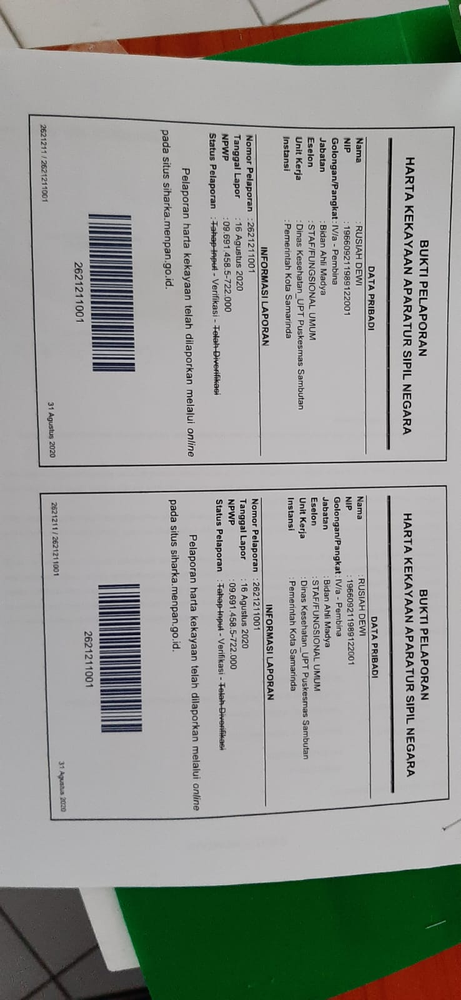 BUKTI PELAPORAN
HARTA KEKAYAAN APARATUR SIPIL NEGARA
DATA PRIBADI
Nama : RUSIAH DEWI
NIP : 196609211989122001
Golongan/Pangkat : IV/a - Pembina
Jabatan : Bidan Ahli Madya
Eselon : STAF/FUNGSIONAL UMUM
Unit Kerja : Dinas Kesehatan_UPT Puskesmas Sambutan
Instansi : Pemerintah Kota Samarinda
INFORMASI LAPORAN
Nomor Pelaporan : 2621211001
Tanggal Lapor : 16 Agustus 2020
NPWP : 09.691.458.5-722.000
Status Pelaporan : Tahap Input - Verifikasi - Telah Diverifikasi
Pelaporan harta kekayaan telah dilaporkan melalui online
pada situs siharka.menpan.go.id.
2621211001
2621211 / 2621211001 31 Agustus 2020
BUKTI PELAPORAN
HARTA KEKAYAAN APARATUR SIPIL NEGARA
DATA PRIBADI
Nama : RUSIAH DEWI
NIP : 196609211989122001
Golongan/Pangkat : IV/a - Pembina
Jabatan : Bidan Ahli Madya
Eselon : STAF/FUNGSIONAL UMUM
Unit Kerja : Dinas Kesehatan_UPT Puskesmas Sambutan
Instansi : Pemerintah Kota Samarinda
INFORMASI LAPORAN
Nomor Pelaporan : 2621211001
Tanggal Lapor : 16 Agustus 2020
NPWP : 09.691.458.5-722.000
Status Pelaporan : Tahap Input - Verifikasi - Telah Diverifikasi
Pelaporan harta kekayaan telah dilaporkan melalui online
pada situs siharka.menpan.go.id.
2621211001
2621211 / 2621211001 31 Agustus 2020